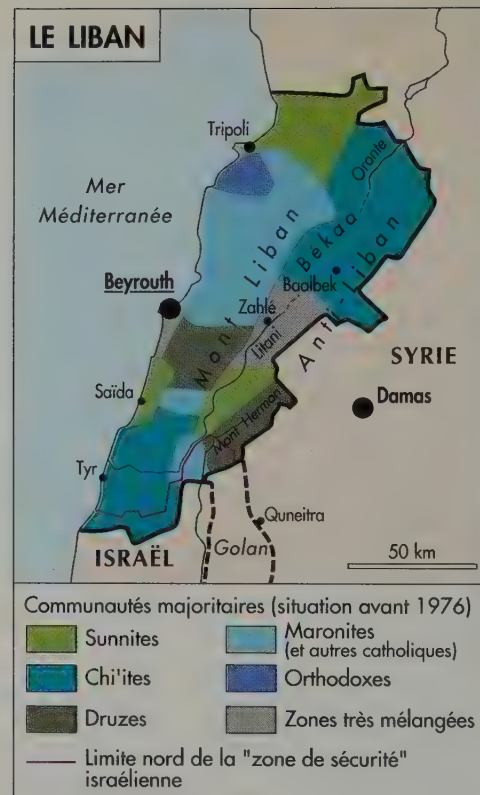 LE LIBAN
Tripoli
Oronte
Mer
Méditerranée
Mont Liban
Békaa
Beyrouth
Baalbek
Zahlé
Anti-Liban
Litani
SYRIE
Saïda
Damas
Mont Hermon
Tyr
Quneitra
ISRAËL
Golan
50 km
Communautés majoritaires (situation avant 1976)
Sunnites
Maronites
(et autres catholiques)
Chi'ites
Orthodoxes
Druzes
Zones très mélangées
Limite nord de la "zone de sécurité"
israélienne